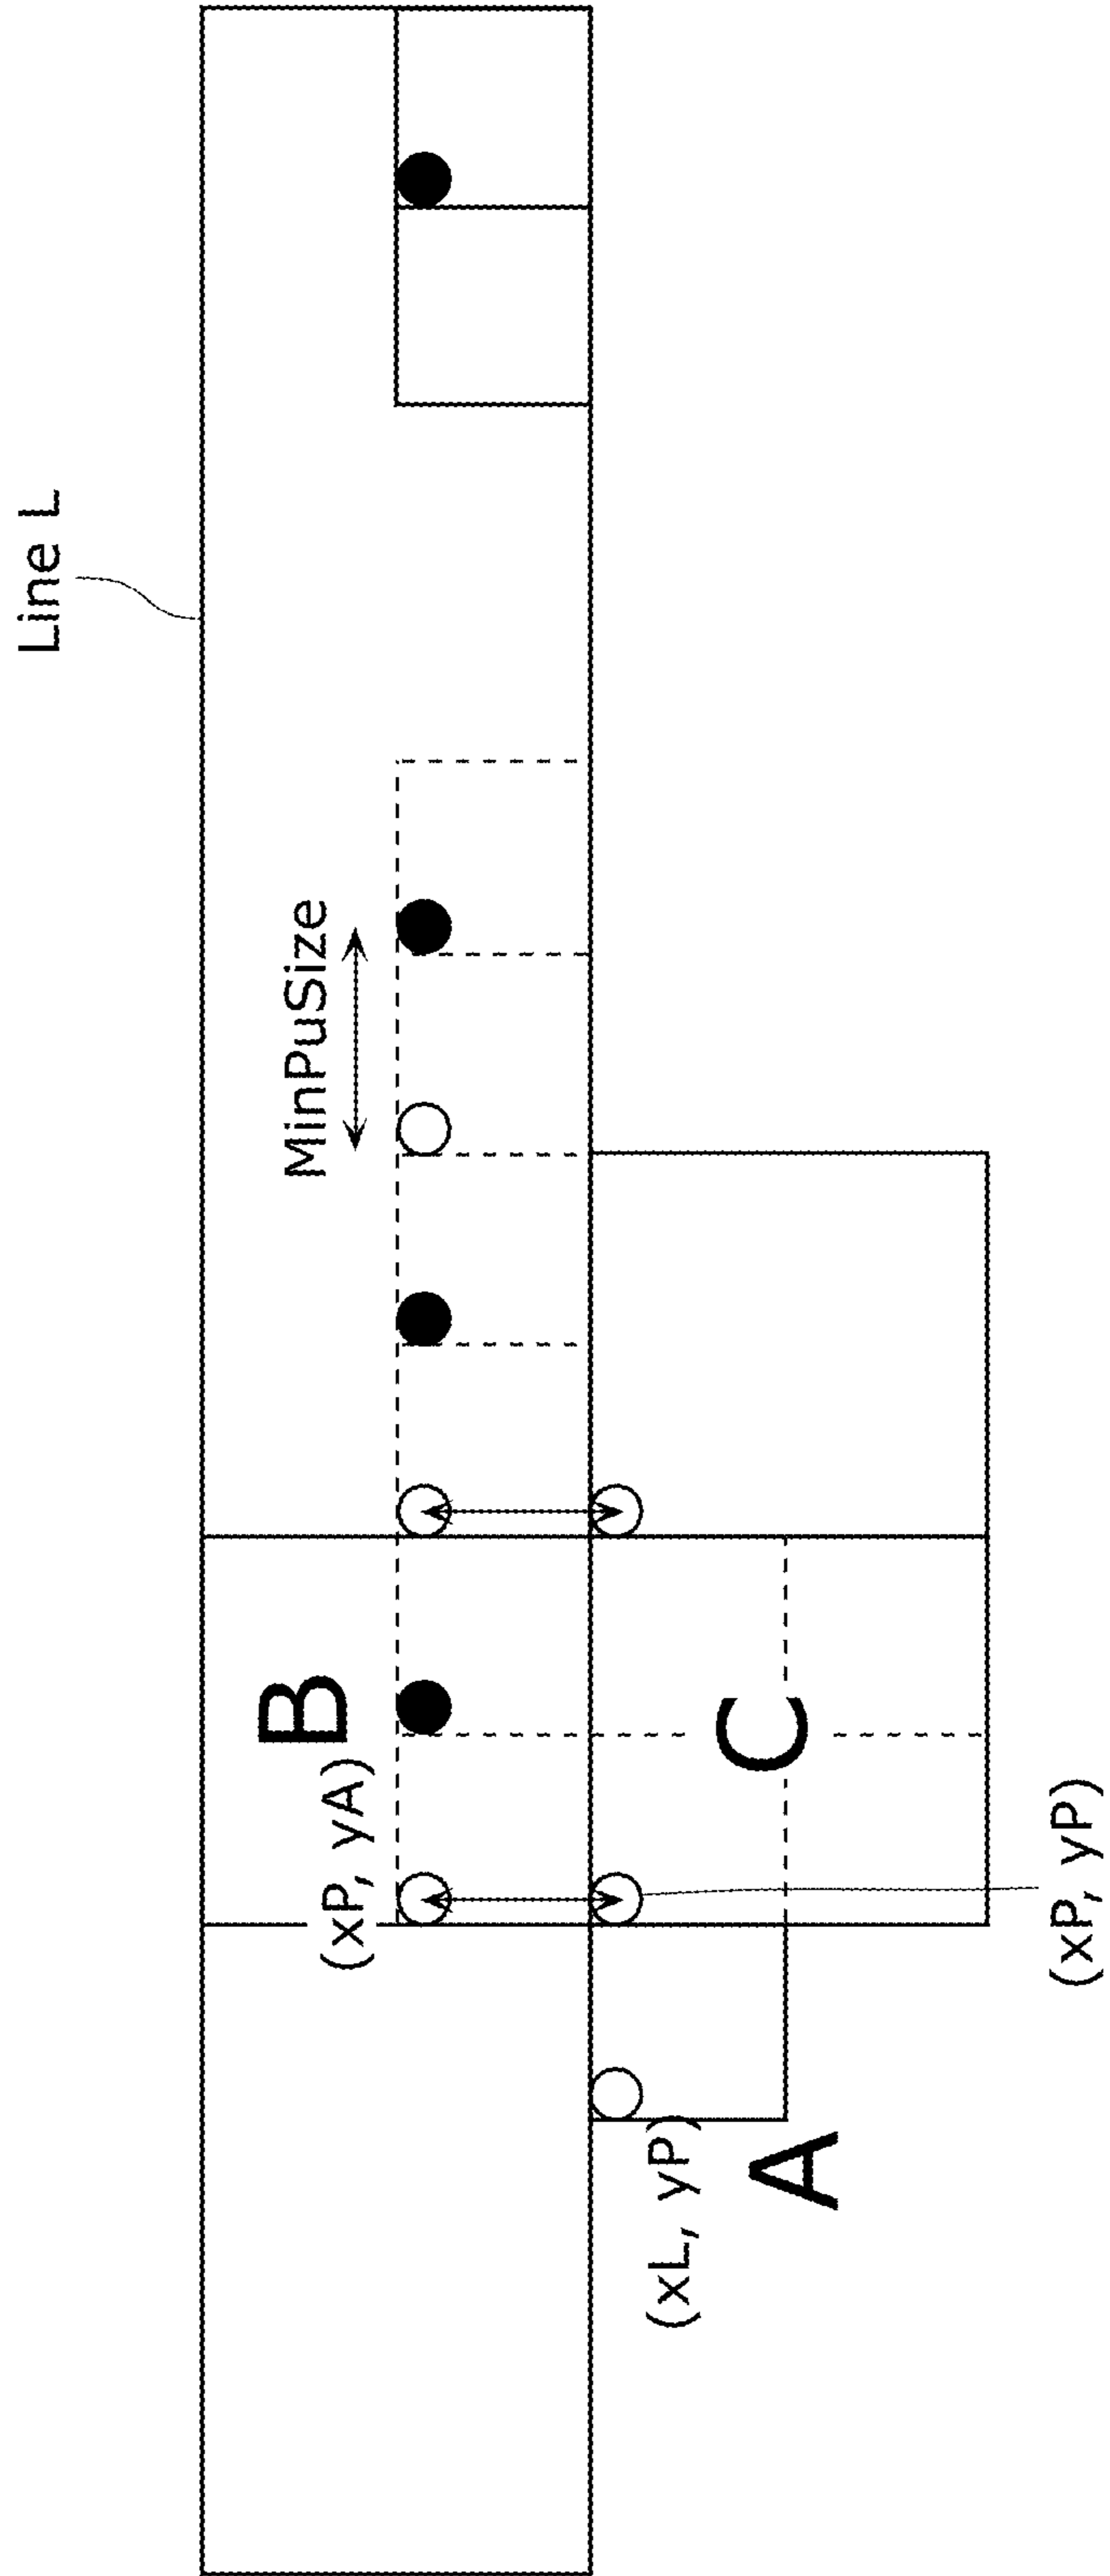 Line L
MinPuSize
B
(xP, yA)
C
(xP, yP)
(xL, yP)
A